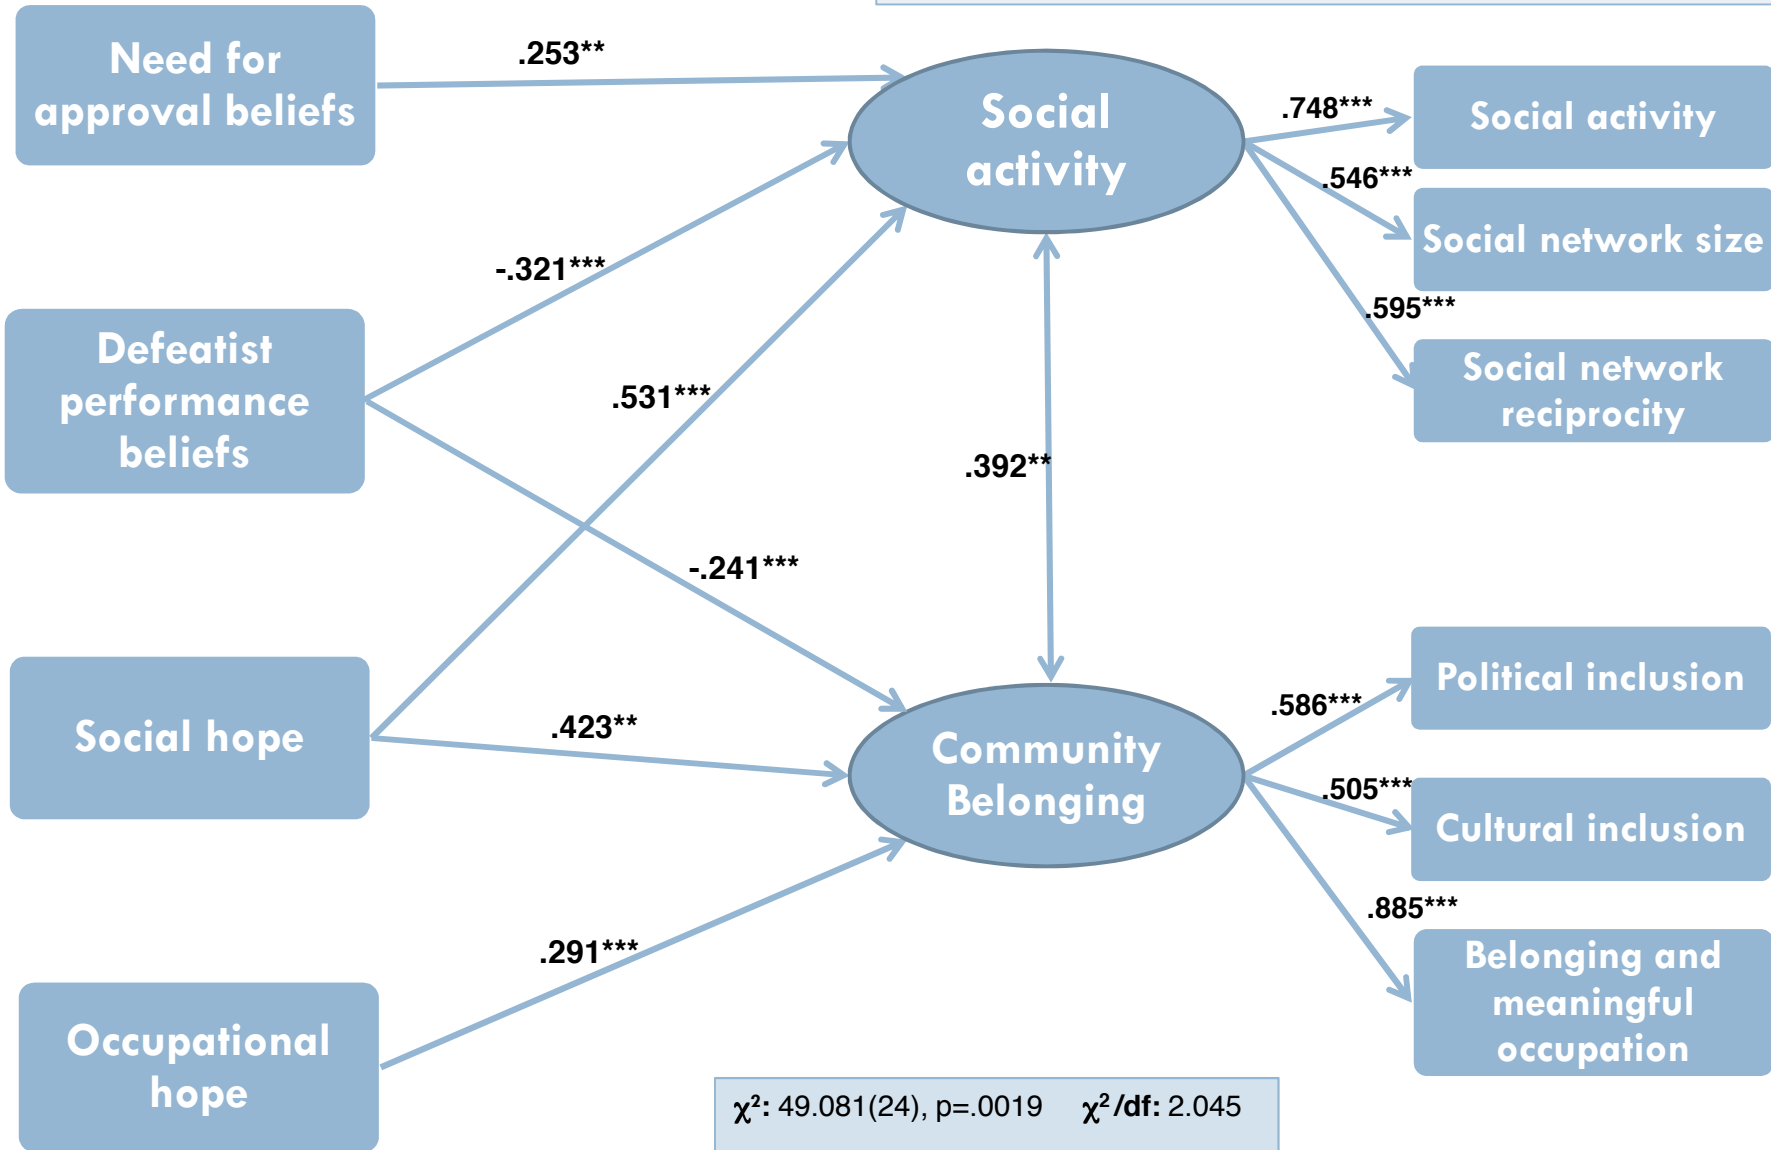 Need for
approval beliefs
.253**
Social
activity
.748***
Social activity
.546***
Social network size
.595***
Social network
reciprocity
-.321***
Defeatist
performance
beliefs
.531***
.392**
-.241***
Social hope
.423**
Community
Belonging
.586***
Political inclusion
.505***
Cultural inclusion
.885***
Belonging and
meaningful
occupation
.291***
Occupational
hope
χ²: 49.081(24), p=.0019 χ²/df: 2.045